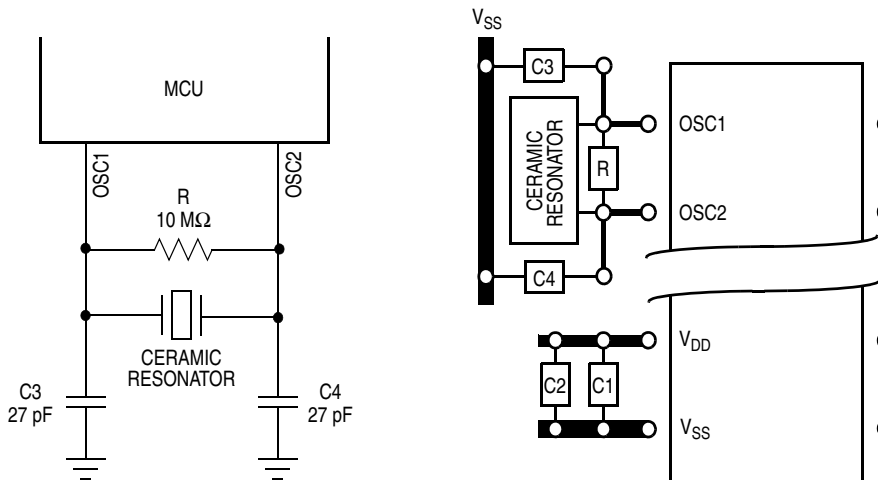 MCU
OSC1
OSC2
R
10 MΩ
CERAMIC
RESONATOR
C3
27 pF
C4
27 pF
VSS
C3
CERAMIC
RESONATOR
R
C4
OSC1
OSC2
VDD
C2
C1
VSS